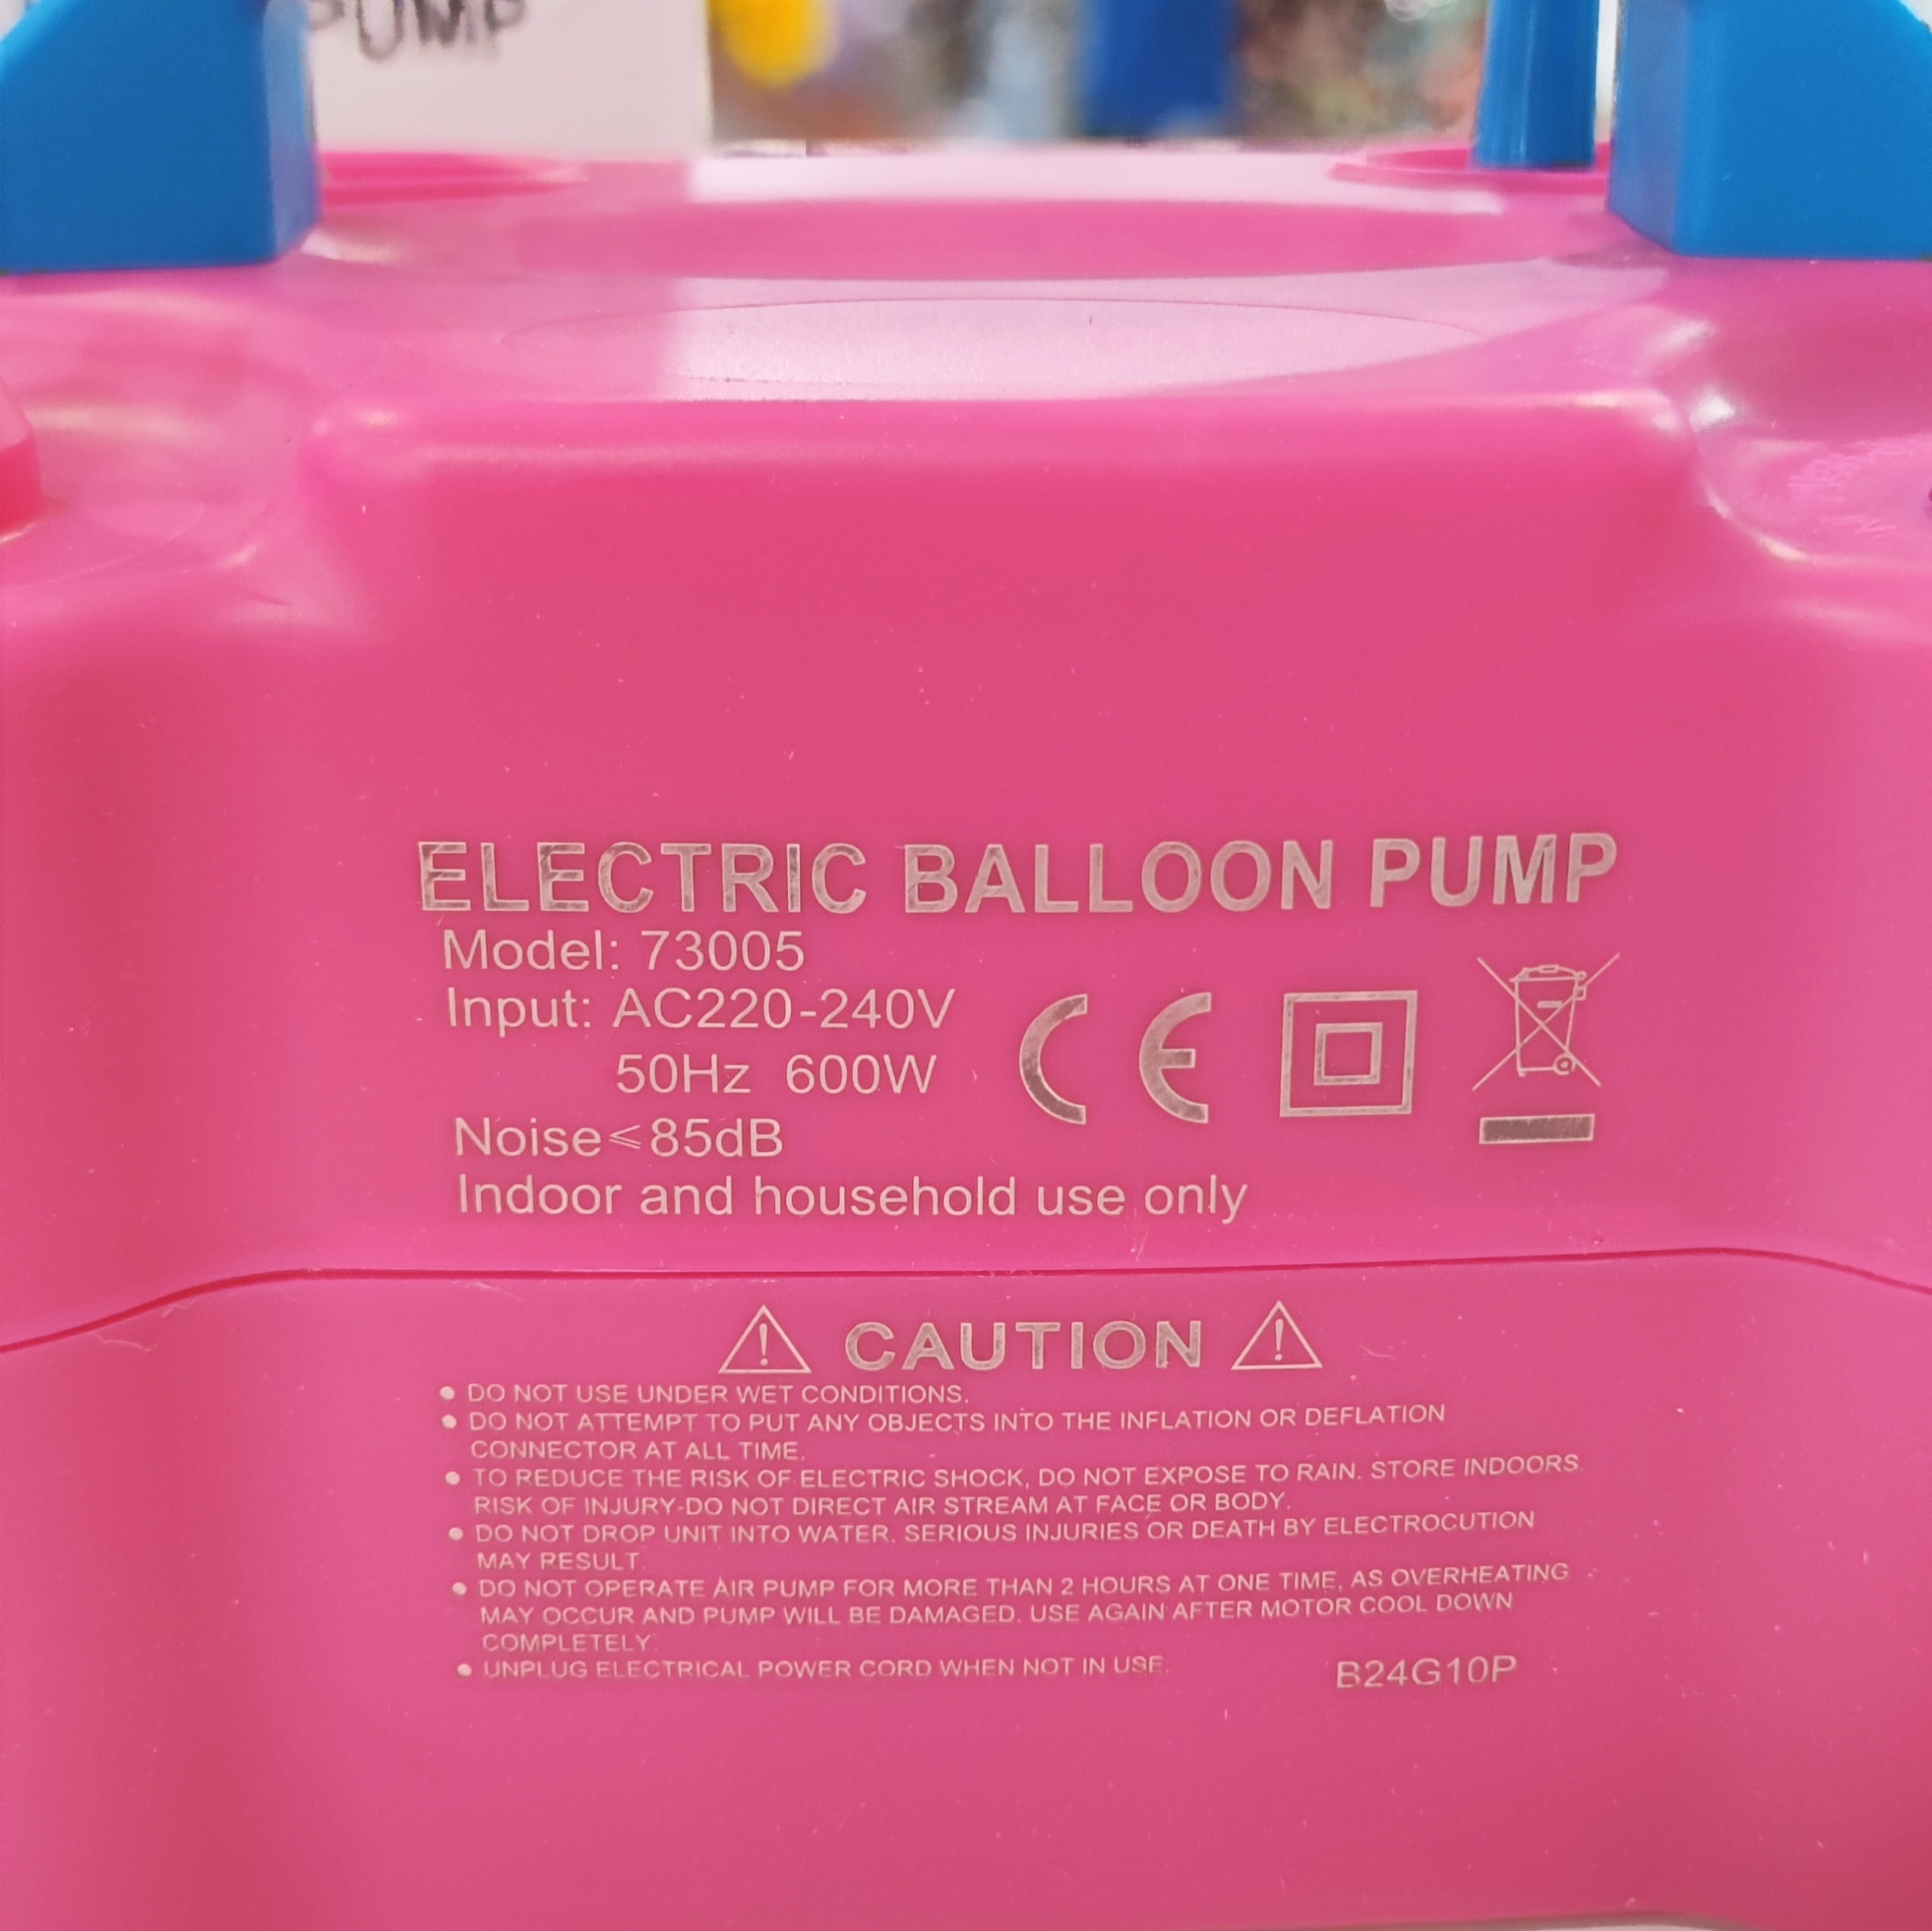 PUMP
ELECTRIC BALLOON PUMP
Model: 73005
Input: AC220-240V
50Hz 600W
CE
Noise≤85dB
Indoor and household use only
CAUTION
• DO NOT USE UNDER WET CONDITIONS.
• DO NOT ATTEMPT TO PUT ANY OBJECTS INTO THE INFLATION OR DEFLATION
CONNECTOR AT ALL TIME.
• TO REDUCE THE RISK OF ELECTRIC SHOCK, DO NOT EXPOSE TO RAIN. STORE INDOORS.
RISK OF INJURY-DO NOT DIRECT AIR STREAM AT FACE OR BODY.
• DO NOT DROP UNIT INTO WATER. SERIOUS INJURIES OR DEATH BY ELECTROCUTION
MAY RESULT.
• DO NOT OPERATE AIR PUMP FOR MORE THAN 2 HOURS AT ONE TIME, AS OVERHEATING
MAY OCCUR AND PUMP WILL BE DAMAGED. USE AGAIN AFTER MOTOR COOL DOWN
COMPLETELY.
• UNPLUG ELECTRICAL POWER CORD WHEN NOT IN USE.
B24G10P